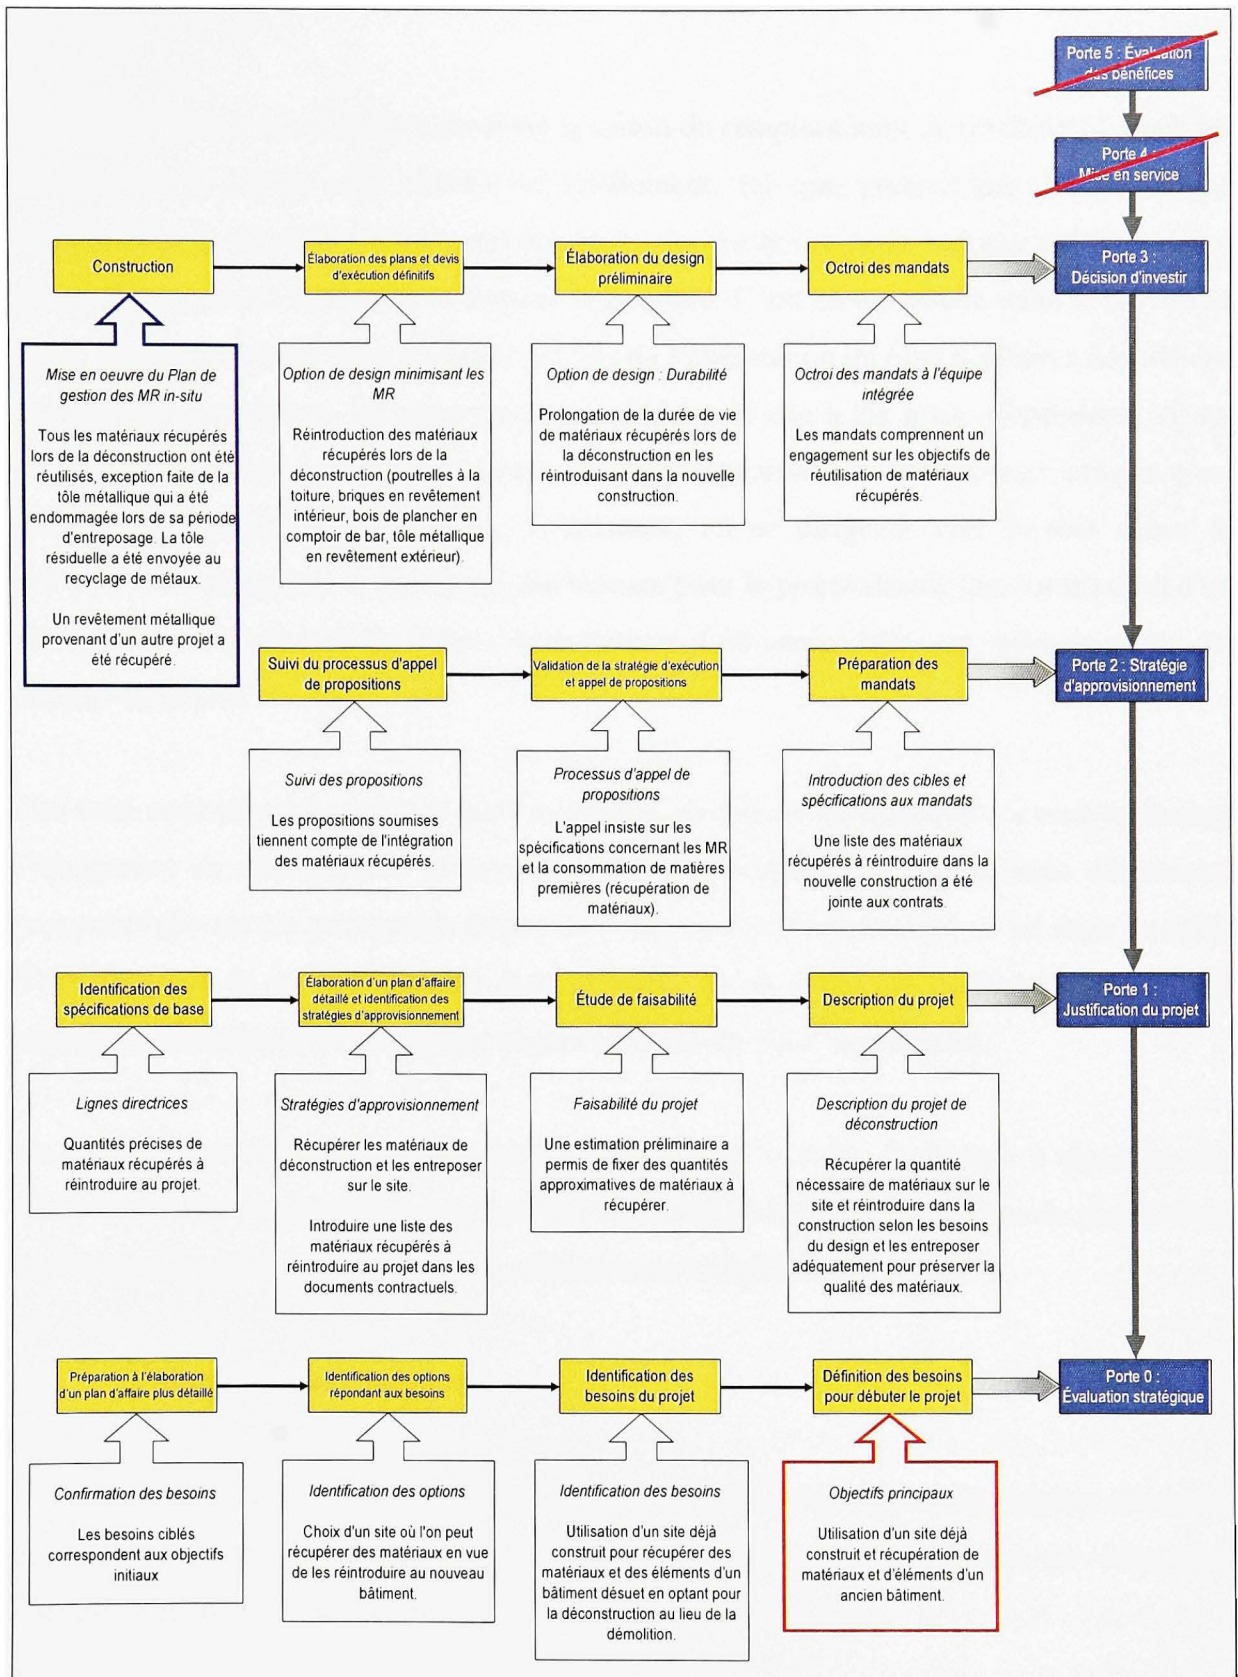 Porte 5 : Évaluation
des bénéfices
Porte 4 :
Mise en service
Construction
Élaboration des plans et devis
d'exécution définitifs
Élaboration du design
préliminaire
Octroi des mandats
Porte 3 :
Décision d'investir
Mise en oeuvre du Plan de
gestion des MR in-situ
Tous les matériaux récupérés
lors de la déconstruction ont été
réutilisés, exception faite de la
tôle métallique qui a été
endommagée lors de sa période
d'entreposage. La tôle
résiduelle a été envoyée au
recyclage de métaux.
Un revêtement métallique
provenant d'un autre projet a
été récupéré.
Option de design minimisant les
MR
Réintroduction des matériaux
récupérés lors de la
déconstruction (poutrelles à la
toiture, briques en revêtement
intérieur, bois de plancher en
comptoir de bar, tôle métallique
en revêtement extérieur).
Option de design : Durabilité
Prolongation de la durée de vie
de matériaux récupérés lors de
la déconstruction en les
réintroduisant dans la nouvelle
construction.
Octroi des mandats à l'équipe
intégrée
Les mandats comprennent un
engagement sur les objectifs de
réutilisation de matériaux
récupérés.
Suivi du processus d'appel
de propositions
Validation de la stratégie d'exécution
et appel de propositions
Préparation des
mandats
Porte 2 : Stratégie
d'approvisionnement
Suivi des propositions
Les propositions soumises
tiennent compte de l'intégration
des matériaux récupérés.
Processus d'appel de
propositions
L'appel insiste sur les
spécifications concernant les MR
et la consommation de matières
premières (récupération de
matériaux).
Introduction des cibles et
spécifications aux mandats
Une liste des matériaux
récupérés à réintroduire dans la
nouvelle construction a été
jointe aux contrats.
Identification des
spécifications de base
Élaboration d'un plan d'affaire
détaillé et identification des
stratégies d'approvisionnement
Étude de faisabilité
Description du projet
Porte 1 :
Justification du projet
Lignes directrices
Quantités précises de
matériaux récupérés à
réintroduire au projet.
Stratégies d'approvisionnement
Récupérer les matériaux de
déconstruction et les entreposer
sur le site.
Introduire une liste des
matériaux récupérés à
réintroduire au projet dans les
documents contractuels.
Faisabilité du projet
Une estimation préliminaire a
permis de fixer des quantités
approximatives de matériaux à
récupérer.
Description du projet de
déconstruction
Récupérer la quantité
nécessaire de matériaux sur le
site et réintroduire dans la
construction selon les besoins
du design et les entreposer
adéquatement pour préserver la
qualité des matériaux.
Préparation à l'élaboration
d'un plan d'affaire plus détaillé
Identification des options
répondant aux besoins
Identification des
besoins du projet
Définition des besoins
pour débuter le projet
Porte 0 :
Évaluation stratégique
Confirmation des besoins
Les besoins ciblés
correspondent aux objectifs
initiaux
Identification des options
Choix d'un site où l'on peut
récupérer des matériaux en vue
de les réintroduire au nouveau
bâtiment.
Identification des besoins
Utilisation d'un site déjà
construit pour récupérer des
matériaux et des éléments d'un
bâtiment désuet en optant pour
la déconstruction au lieu de la
démolition.
Objectifs principaux
Utilisation d'un site déjà
construit et récupération de
matériaux et d'éléments d'un
ancien bâtiment.